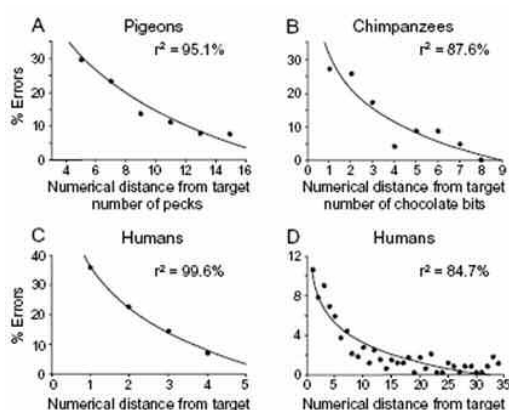 A
Pigeons
r² = 95.1%
% Errors
30
20
10
0
4 6 8 10 12 14 16
Numerical distance from target
number of pecks
B
Chimpanzees
r² = 87.6%
30
20
10
0
0 1 2 3 4 5 6 7 8 9
Numerical distance from target
number of chocolate bits
C
Humans
r² = 99.6%
% Errors
40
30
20
10
0
0 1 2 3 4 5
Numerical distance from target
D
Humans
r² = 84.7%
12
8
4
0
0 5 10 15 20 25 30 35
Numerical distance from target